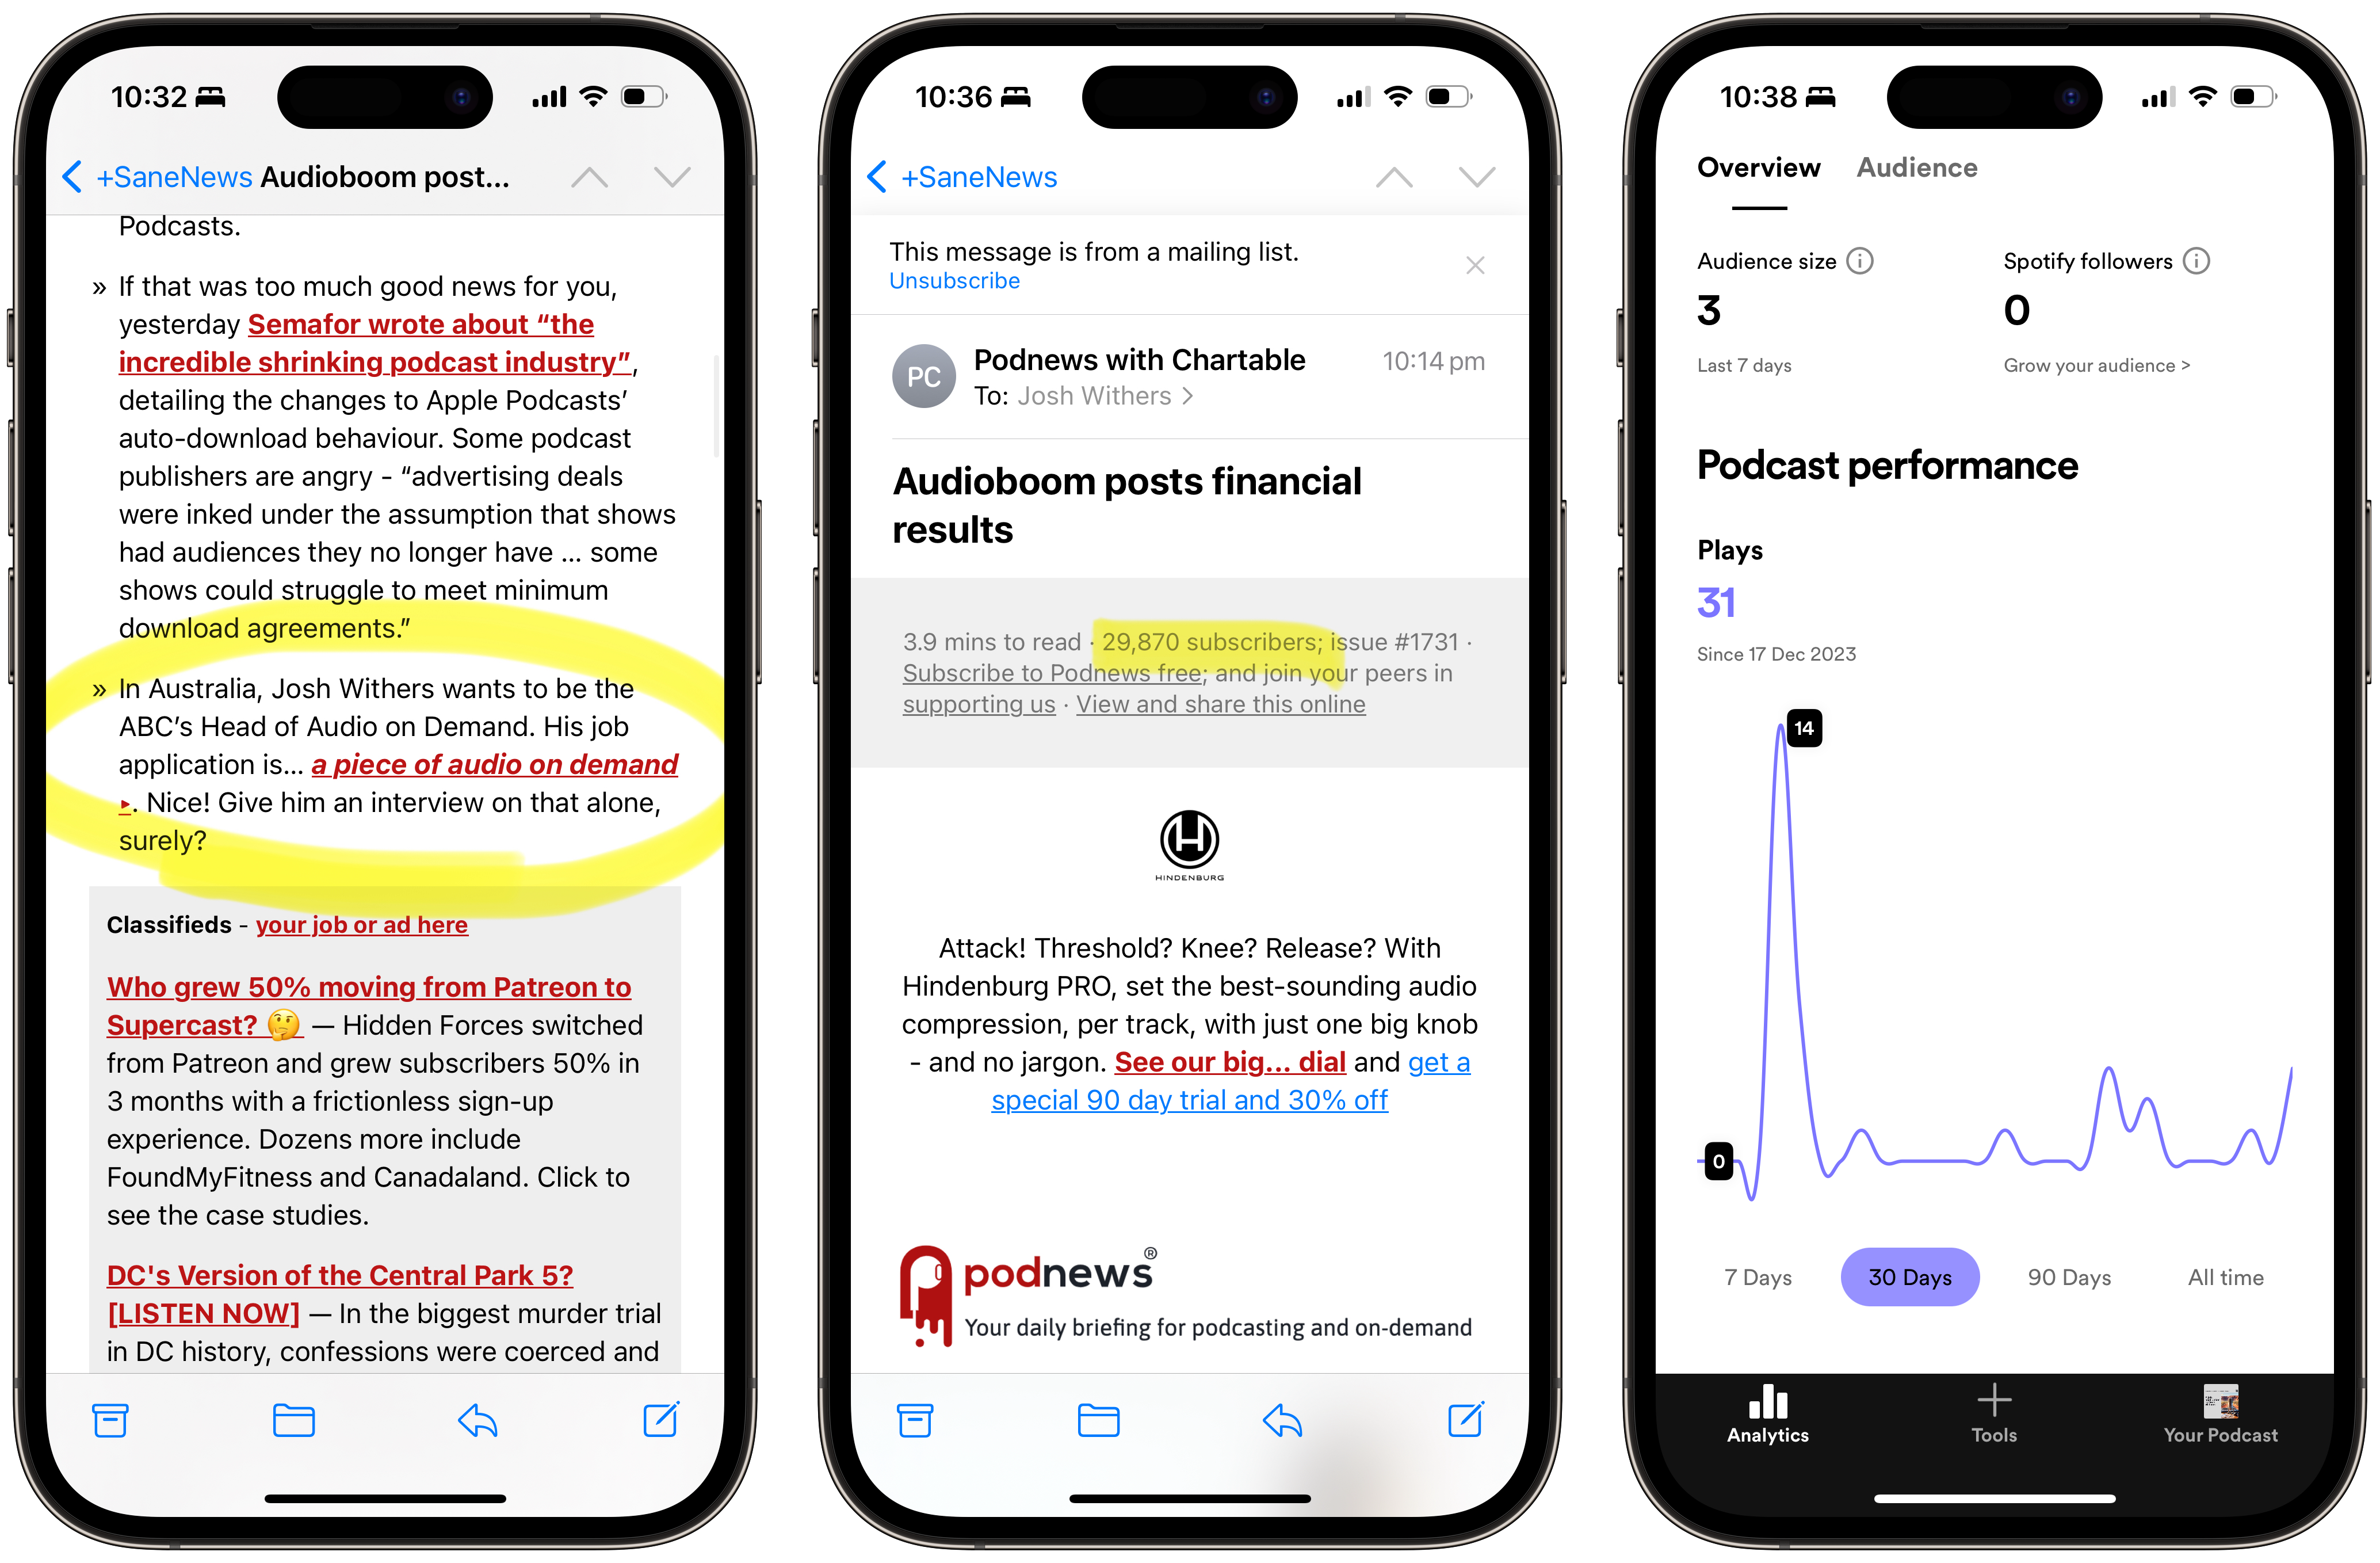 10:32
+SaneNews Audioboom post...
Podcasts.
» If that was too much good news for you,
yesterday Semafor wrote about “the
incredible shrinking podcast industry”,
detailing the changes to Apple Podcasts’
auto-download behaviour. Some podcast
publishers are angry - “advertising deals
were inked under the assumption that shows
had audiences they no longer have ... some
shows could struggle to meet minimum
download agreements.”
» In Australia, Josh Withers wants to be the
ABC’s Head of Audio on Demand. His job
application is... a piece of audio on demand
▸. Nice! Give him an interview on that alone,
surely?
Classifieds - your job or ad here
Who grew 50% moving from Patreon to
Supercast? 🤔 — Hidden Forces switched
from Patreon and grew subscribers 50% in
3 months with a frictionless sign-up
experience. Dozens more include
FoundMyFitness and Canadaland. Click to
see the case studies.
DC's Version of the Central Park 5?
[LISTEN NOW] — In the biggest murder trial
in DC history, confessions were coerced and
10:36
+SaneNews
This message is from a mailing list.
Unsubscribe
PC
Podnews with Chartable
10:14 pm
To: Josh Withers >
Audioboom posts financial
results
3.9 mins to read · 29,870 subscribers; issue #1731 ·
Subscribe to Podnews free; and join your peers in
supporting us · View and share this online
H
HINDENBURG
Attack! Threshold? Knee? Release? With
Hindenburg PRO, set the best-sounding audio
compression, per track, with just one big knob
- and no jargon. See our big... dial and get a
special 90 day trial and 30% off
podnews®
Your daily briefing for podcasting and on-demand
10:38
Overview Audience
Audience size
3
Last 7 days
Spotify followers
0
Grow your audience >
Podcast performance
Plays
31
Since 17 Dec 2023
14
0
7 Days 30 Days 90 Days All time
Analytics Tools Your Podcast